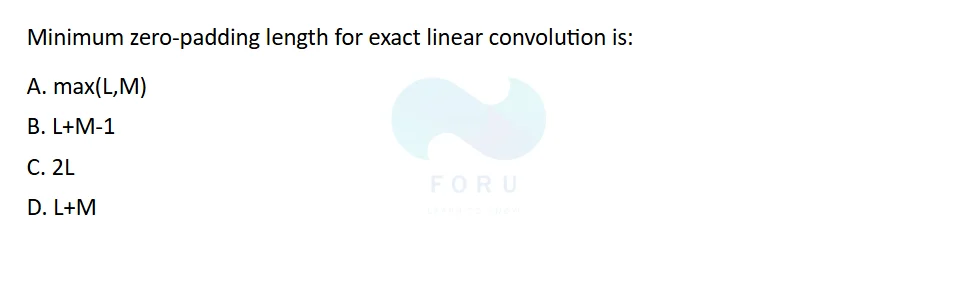 Minimum zero-padding length for exact linear convolution is:
A. max(L,M)
B. L+M-1
C. 2L
D. L+M
FORU